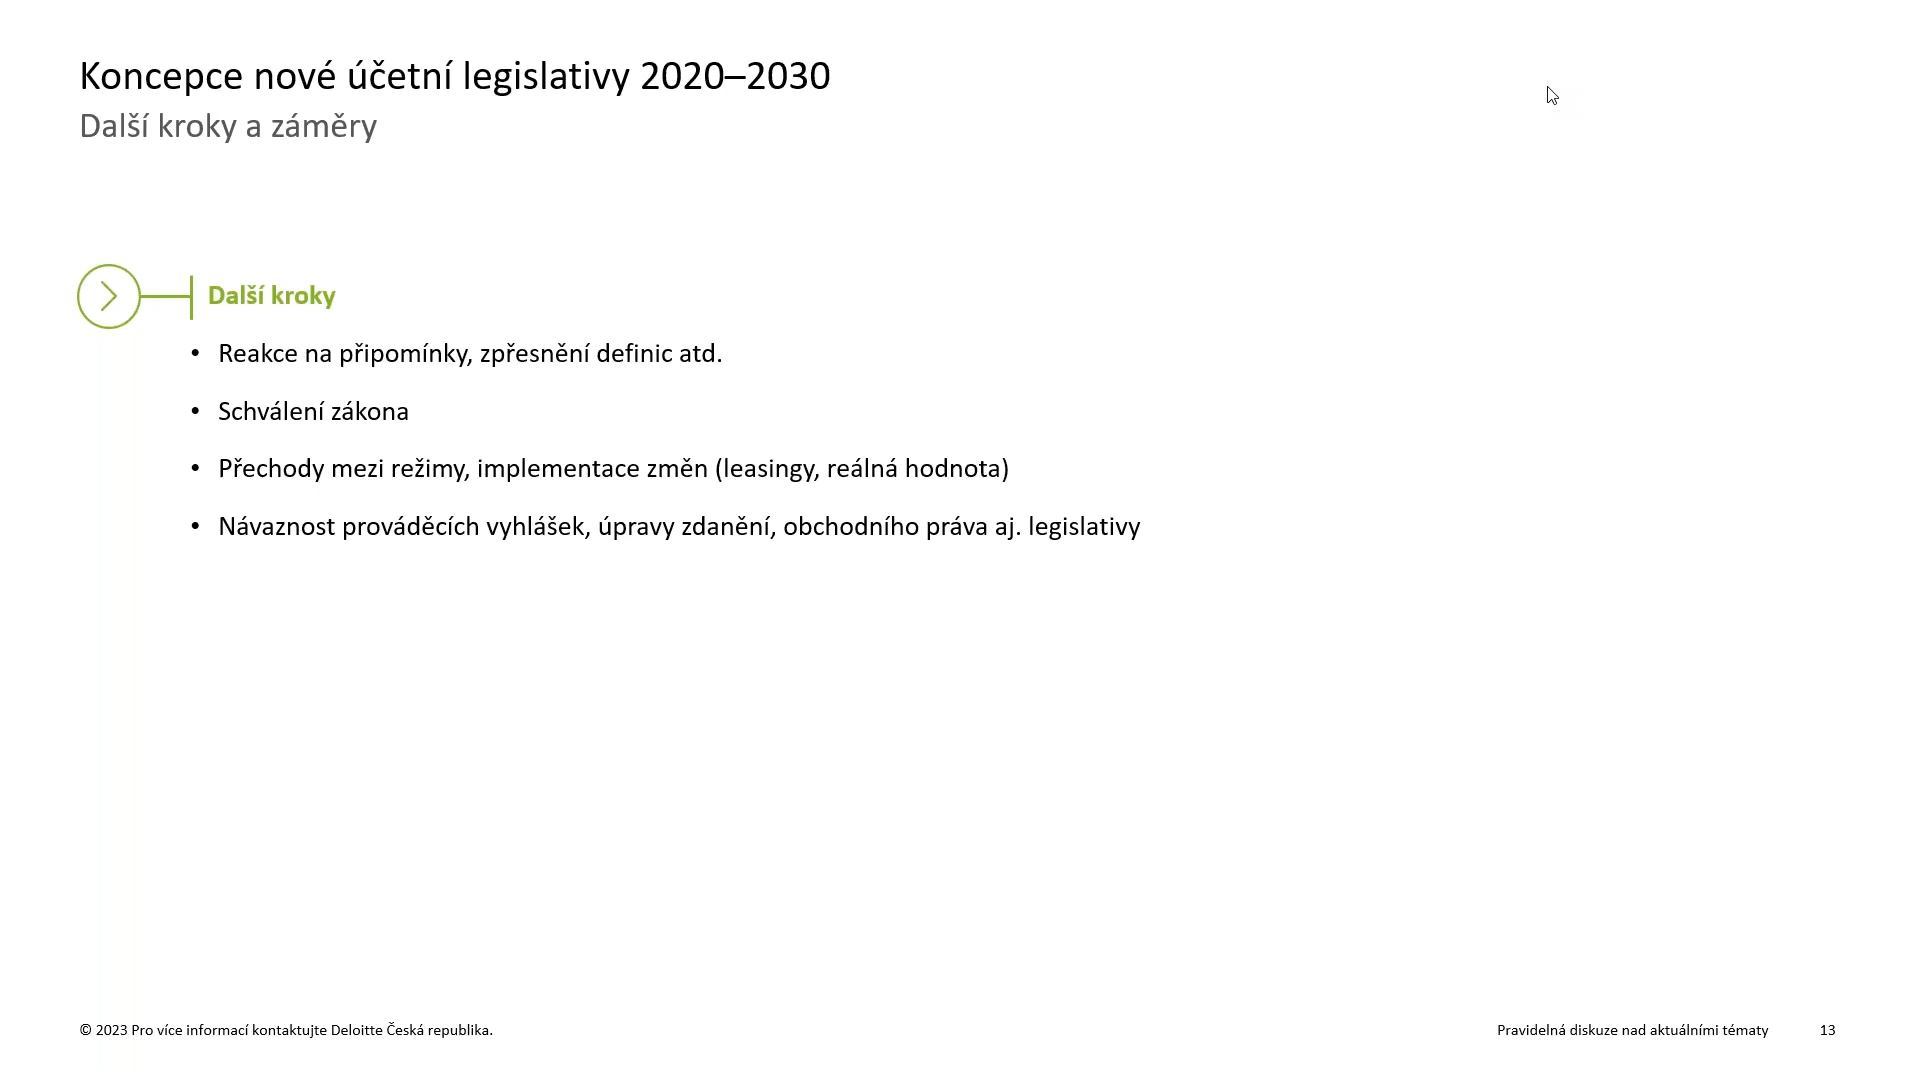 Koncepce nové účetní legislativy 2020–2030
Další kroky a záměry
Další kroky
• Reakce na připomínky, zpřesnění definic atd.
• Schválení zákona
• Přechody mezi režimy, implementace změn (leasingy, reálná hodnota)
• Návaznost prováděcích vyhlášek, úpravy zdanění, obchodního práva aj. legislativy
© 2023 Pro více informací kontaktujte Deloitte Česká republika.
Pravidelná diskuze nad aktuálními tématy 13